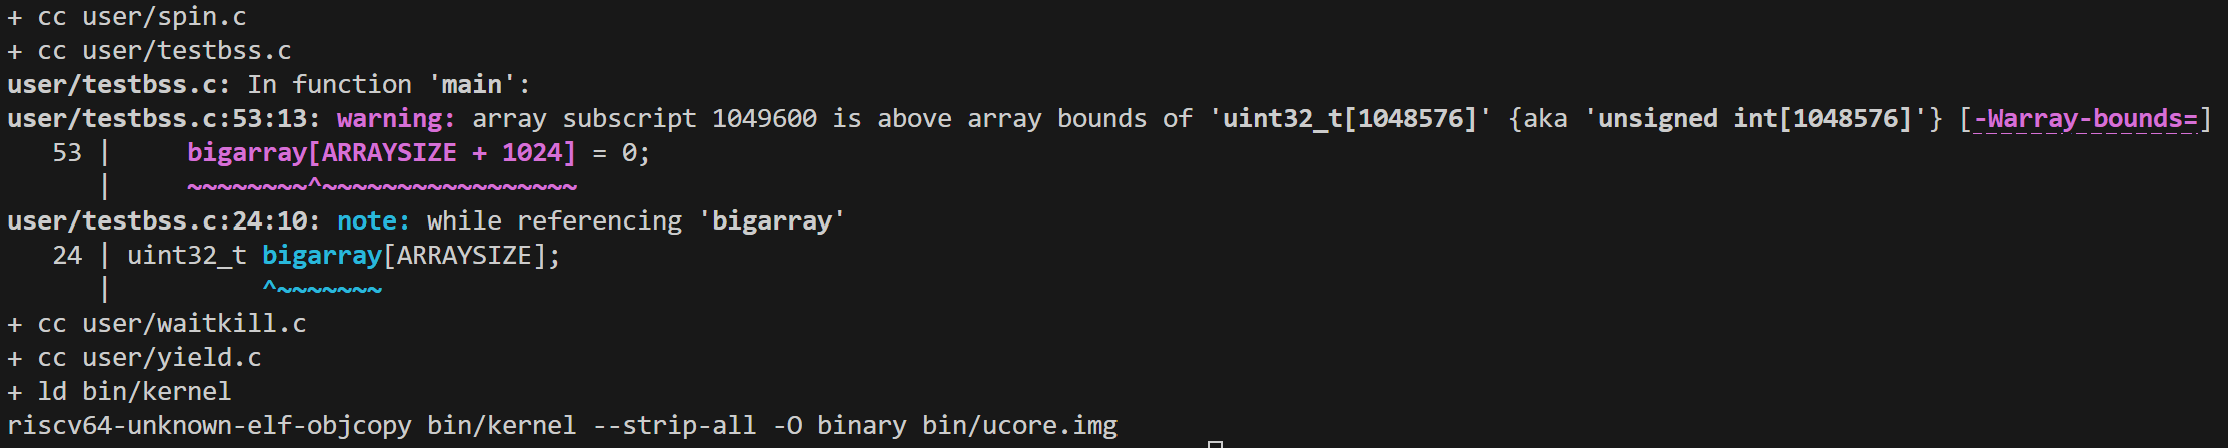 + cc user/spin.c
+ cc user/testbss.c
user/testbss.c: In function 'main':
user/testbss.c:53:13: warning: array subscript 1049600 is above array bounds of 'uint32_t[1048576]' {aka 'unsigned int[1048576]'} [-Warray-bounds=]
   53 |     bigarray[ARRAYSIZE + 1024] = 0;
      |     ~~~~~~~~^~~~~~~~~~~~~~~~~~
user/testbss.c:24:10: note: while referencing 'bigarray'
   24 | uint32_t bigarray[ARRAYSIZE];
      |          ^~~~~~~~
+ cc user/waitkill.c
+ cc user/yield.c
+ ld bin/kernel
riscv64-unknown-elf-objcopy bin/kernel --strip-all -O binary bin/ucore.img